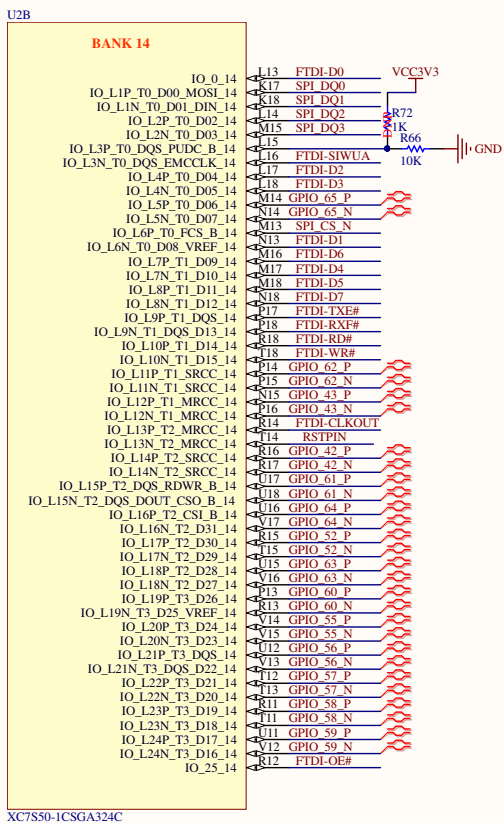 U2B
BANK 14
IO_0_14 L13 FTDI-D0 VCC3V3
IO_L1P_T0_D00_MOSI_14 K17 SPI_DQ0
IO_L1N_T0_D01_DIN_14 K18 SPI_DQ1
IO_L2P_T0_D02_14 L14 SPI_DQ2 R72
IO_L2N_T0_D03_14 M15 SPI_DQ3 1K
IO_L3P_T0_DQS_PUDC_B_14 L15 R66 GND
IO_L3N_T0_DQS_EMCCLK_14 L16 FTDI-SIWUA 10K
IO_L4P_T0_D04_14 L17 FTDI-D2
IO_L4N_T0_D05_14 L18 FTDI-D3
IO_L5P_T0_D06_14 M14 GPIO_65_P
IO_L5N_T0_D07_14 N14 GPIO_65_N
IO_L6P_T0_FCS_B_14 M13 SPI_CS_N
IO_L6N_T0_D08_VREF_14 N13 FTDI-D1
IO_L7P_T1_D09_14 M16 FTDI-D6
IO_L7N_T1_D10_14 M17 FTDI-D4
IO_L8P_T1_D11_14 M18 FTDI-D5
IO_L8N_T1_D12_14 N18 FTDI-D7
IO_L9P_T1_DQS_14 P17 FTDI-TXE#
IO_L9N_T1_DQS_D13_14 P18 FTDI-RXF#
IO_L10P_T1_D14_14 R18 FTDI-RD#
IO_L10N_T1_D15_14 T18 FTDI-WR#
IO_L11P_T1_SRCC_14 P14 GPIO_62_P
IO_L11N_T1_SRCC_14 P15 GPIO_62_N
IO_L12P_T1_MRCC_14 N15 GPIO_43_P
IO_L12N_T1_MRCC_14 P16 GPIO_43_N
IO_L13P_T2_MRCC_14 R14 FTDI-CLKOUT
IO_L13N_T2_MRCC_14 T14 RSTPIN
IO_L14P_T2_SRCC_14 R16 GPIO_42_P
IO_L14N_T2_SRCC_14 R17 GPIO_42_N
IO_L15P_T2_DQS_RDWR_B_14 U17 GPIO_61_P
IO_L15N_T2_DQS_DOUT_CSO_B_14 U18 GPIO_61_N
IO_L16P_T2_CSI_B_14 U16 GPIO_64_P
IO_L16N_T2_D31_14 V17 GPIO_64_N
IO_L17P_T2_D30_14 R15 GPIO_52_P
IO_L17N_T2_D29_14 T15 GPIO_52_N
IO_L18P_T2_D28_14 U15 GPIO_63_P
IO_L18N_T2_D27_14 V16 GPIO_63_N
IO_L19P_T3_D26_14 P13 GPIO_60_P
IO_L19N_T3_D25_VREF_14 R13 GPIO_60_N
IO_L20P_T3_D24_14 V14 GPIO_55_P
IO_L20N_T3_D23_14 V15 GPIO_55_N
IO_L21P_T3_DQS_14 U12 GPIO_56_P
IO_L21N_T3_DQS_D22_14 V13 GPIO_56_N
IO_L22P_T3_D21_14 T12 GPIO_57_P
IO_L22N_T3_D20_14 T13 GPIO_57_N
IO_L23P_T3_D19_14 R11 GPIO_58_P
IO_L23N_T3_D18_14 T11 GPIO_58_N
IO_L24P_T3_D17_14 U11 GPIO_59_P
IO_L24N_T3_D16_14 V12 GPIO_59_N
IO_25_14 R12 FTDI-OE#
XC7S50-1CSGA324C